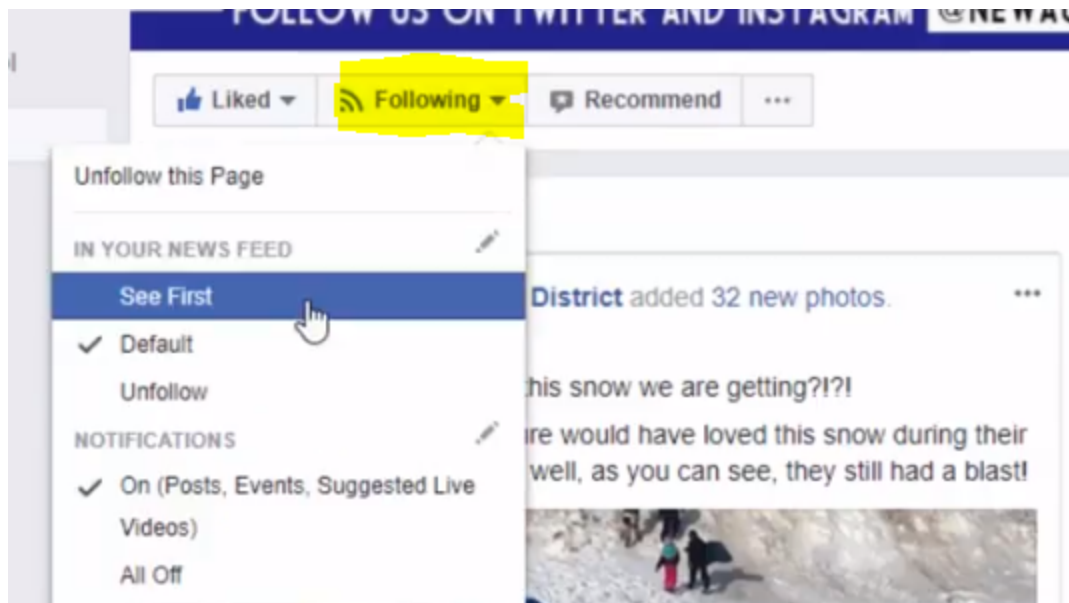 FOLLOW US ON TWITTER AND INSTAGRAM
Liked Following Recommend ...
Unfollow this Page
IN YOUR NEWS FEED
See First
District added 32 new photos. ...
Default
Unfollow
this snow we are getting?!?!
NOTIFICATIONS
would have loved this snow during their
On (Posts, Events, Suggested Live
well, as you can see, they still had a blast!
Videos)
All Off